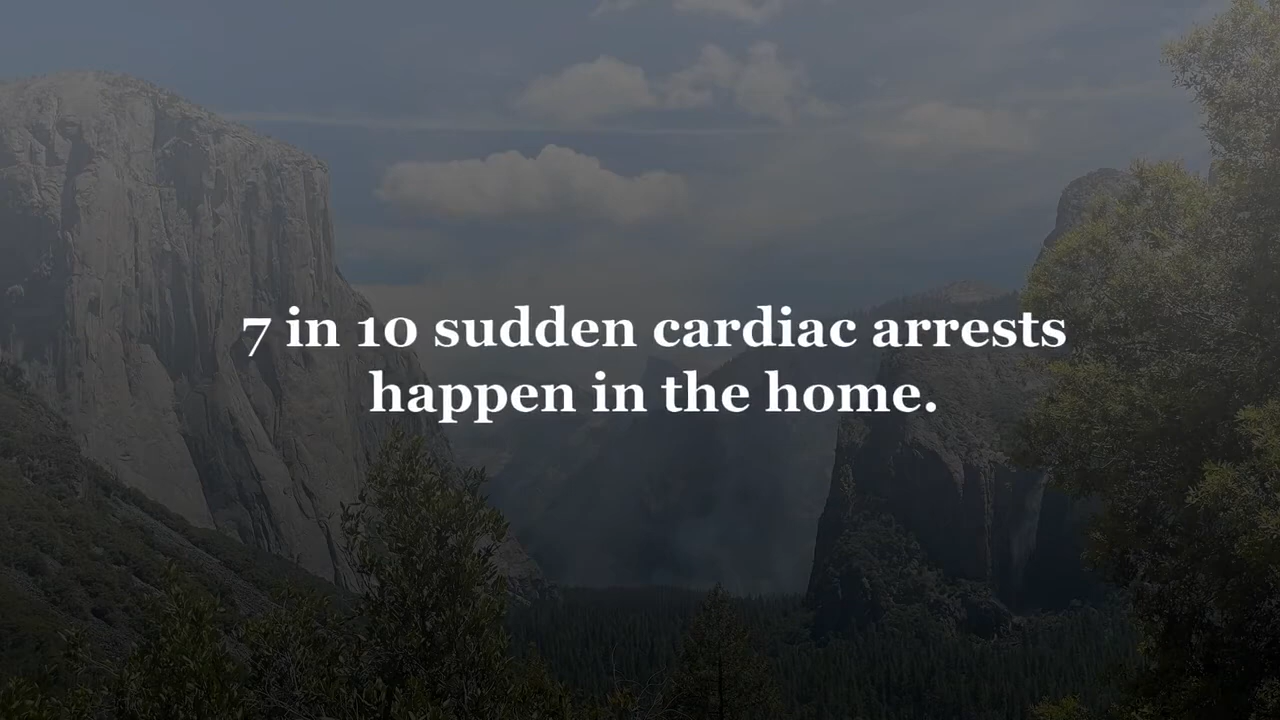 7 in 10 sudden cardiac arrests
happen in the home.